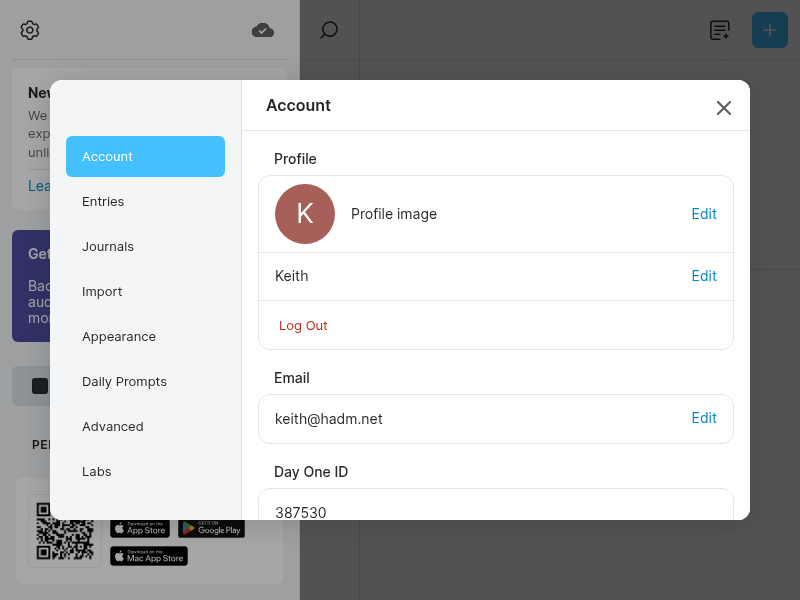 New
We
exp
unli
Lea
Get
Bac
auc
mor
PE
Download on the App Store
GET IT ON Google Play
Download on the Mac App Store
Account
Entries
Journals
Import
Appearance
Daily Prompts
Advanced
Labs
Account
Profile
K
Profile image
Edit
Keith
Edit
Log Out
Email
keith@hadm.net
Edit
Day One ID
387530